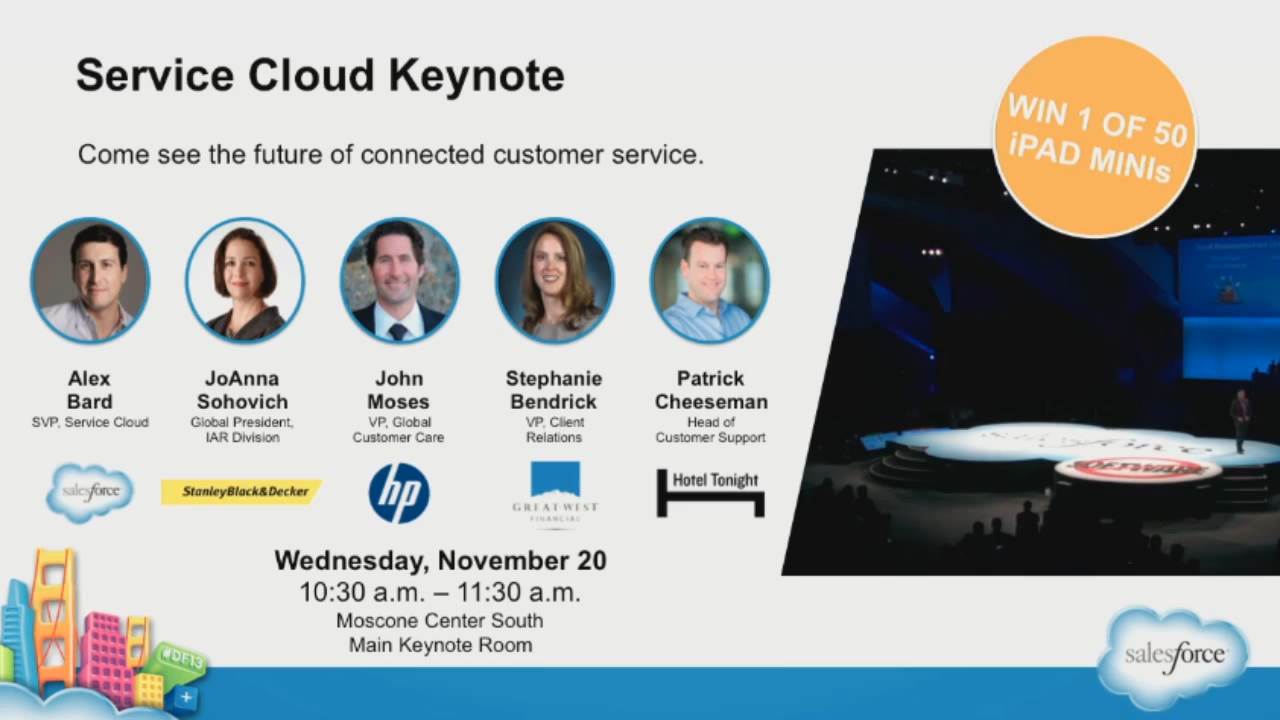 Service Cloud Keynote
WIN 1 OF 50
iPAD MINIs
Come see the future of connected customer service.
Alex
Bard
SVP, Service Cloud
JoAnna
Sohovich
Global President,
IAR Division
John
Moses
VP, Global
Customer Care
Stephanie
Bendrick
VP, Client
Relations
Patrick
Cheeseman
Head of
Customer Support
salesforce
StanleyBlack&Decker
hp
GREAT-WEST
FINANCIAL
Hotel Tonight
salesforce
SOFTWARE
Wednesday, November 20
10:30 a.m. – 11:30 a.m.
Moscone Center South
Main Keynote Room
#DF13
salesforce